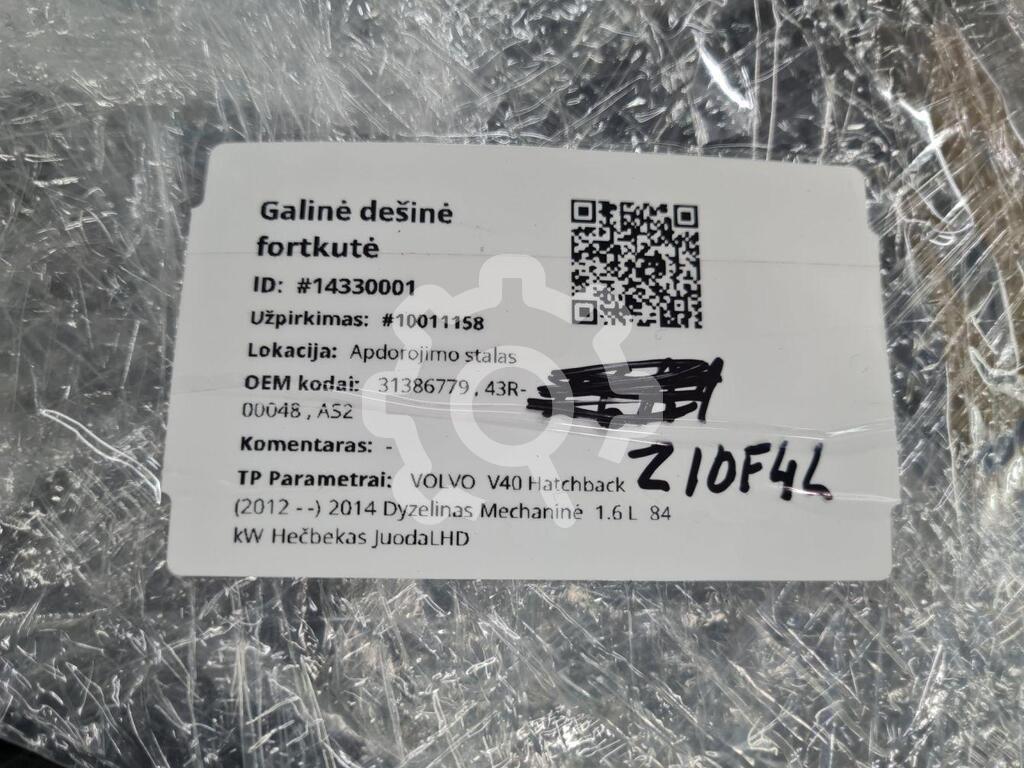 Galinė dešinė
fortkutė
ID: #14330001
Užpirkimas: #10011158
Lokacija: Apdorojimo stalas
OEM kodai: 31386779 , 43R-
00048 , AS2
Komentaras: -
Z10F4L
TP Parametrai: VOLVO V40 Hatchback
(2012 - -) 2014 Dyzelinas Mechaninė 1.6 L 84
kW Hečbekas JuodaLHD